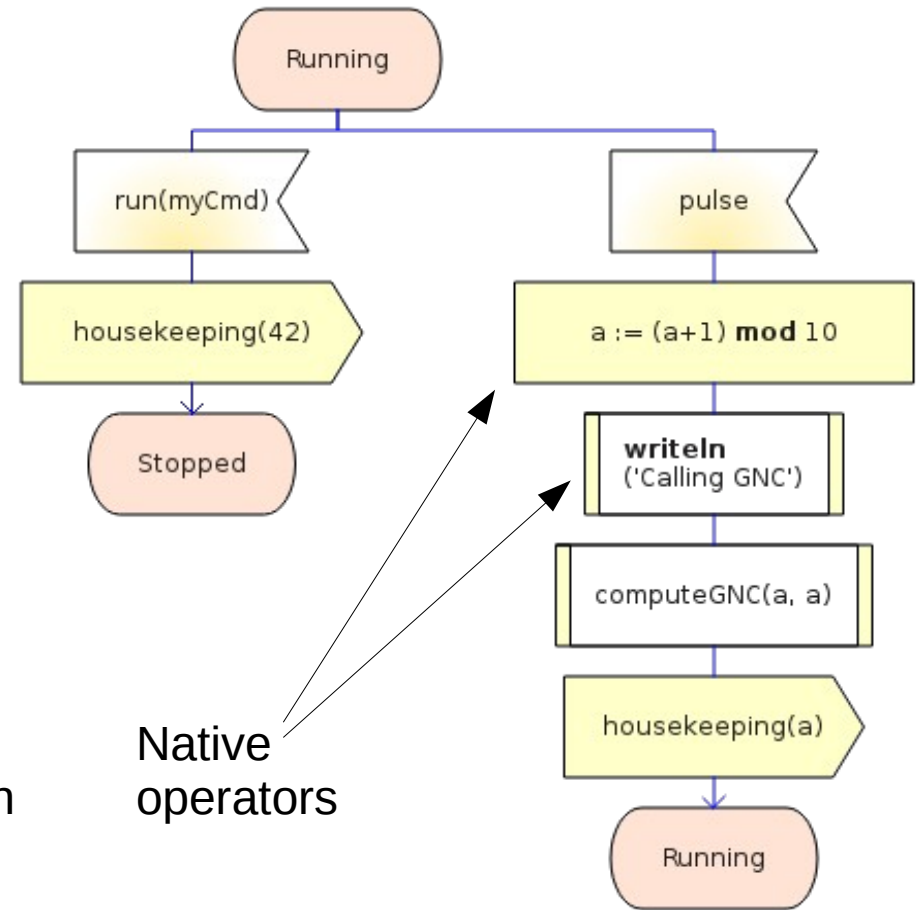 Running
run(myCmd)
pulse
housekeeping(42)
a := (a+1) mod 10
Stopped
writeln
('Calling GNC')
computeGNC(a, a)
housekeeping(a)
Native
operators
n
Running